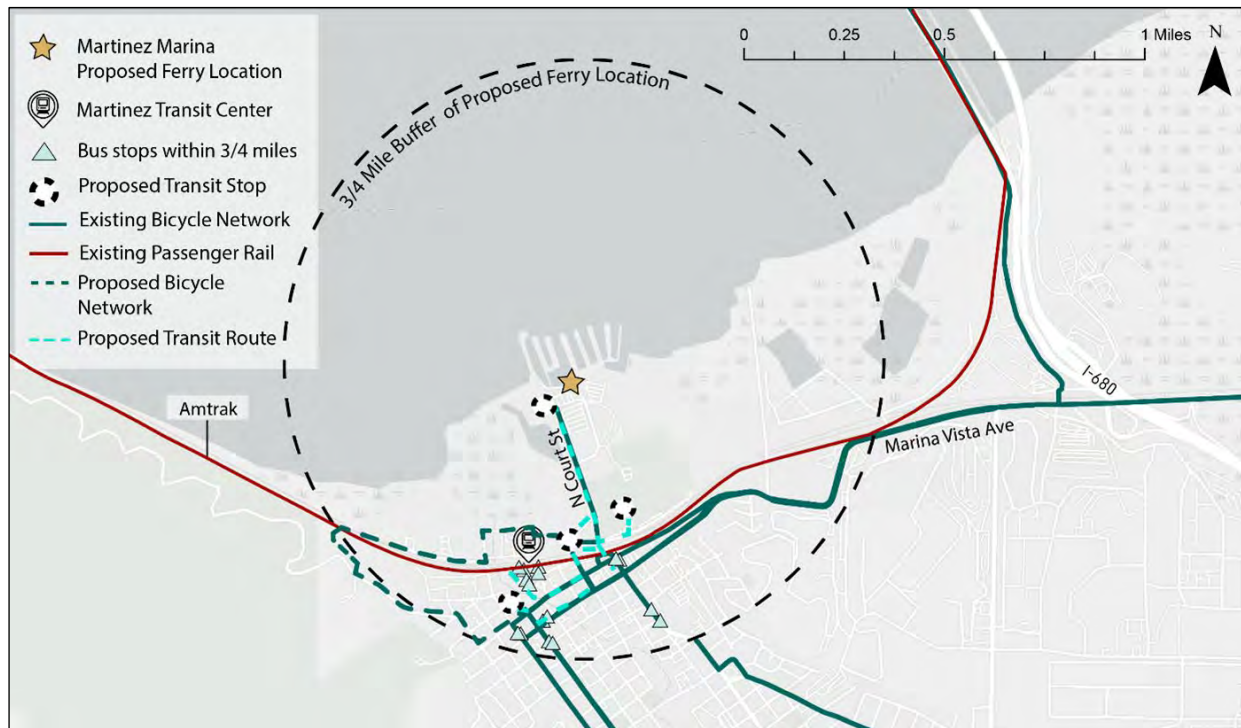 Martinez Marina
Proposed Ferry Location
Martinez Transit Center
Bus stops within 3/4 miles
Proposed Transit Stop
Existing Bicycle Network
Existing Passenger Rail
Proposed Bicycle
Network
Proposed Transit Route
0 0.25 0.5 1 Miles
N
3/4 Mile Buffer of Proposed Ferry Location
Amtrak
N Court St
I-680
Marina Vista Ave